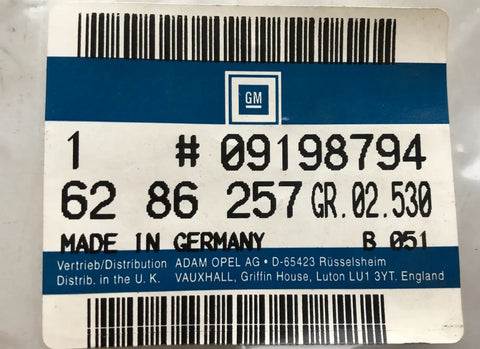 GM
1 # 09198794
62 86 257 GR.02.530
MADE IN GERMANY B 051
Vertrieb/Distribution ADAM OPEL AG • D-65423 Rüsselsheim
Distrib. in the U. K. VAUXHALL, Griffin House, Luton LU1 3YT. England